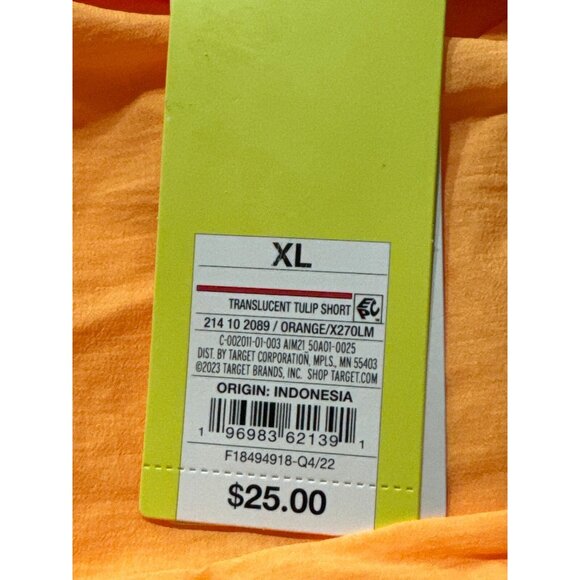 XL
TRANSLUCENT TULIP SHORT
214 10 2089 / ORANGE/X270LM
C-002011-01-003 AIM21 50A01-0025
DIST. BY TARGET CORPORATION, MPLS., MN 55403
©2023 TARGET BRANDS, INC. SHOP TARGET.COM
ORIGIN: INDONESIA
1 96983 62139 1
F18494918-Q4/22
$25.00